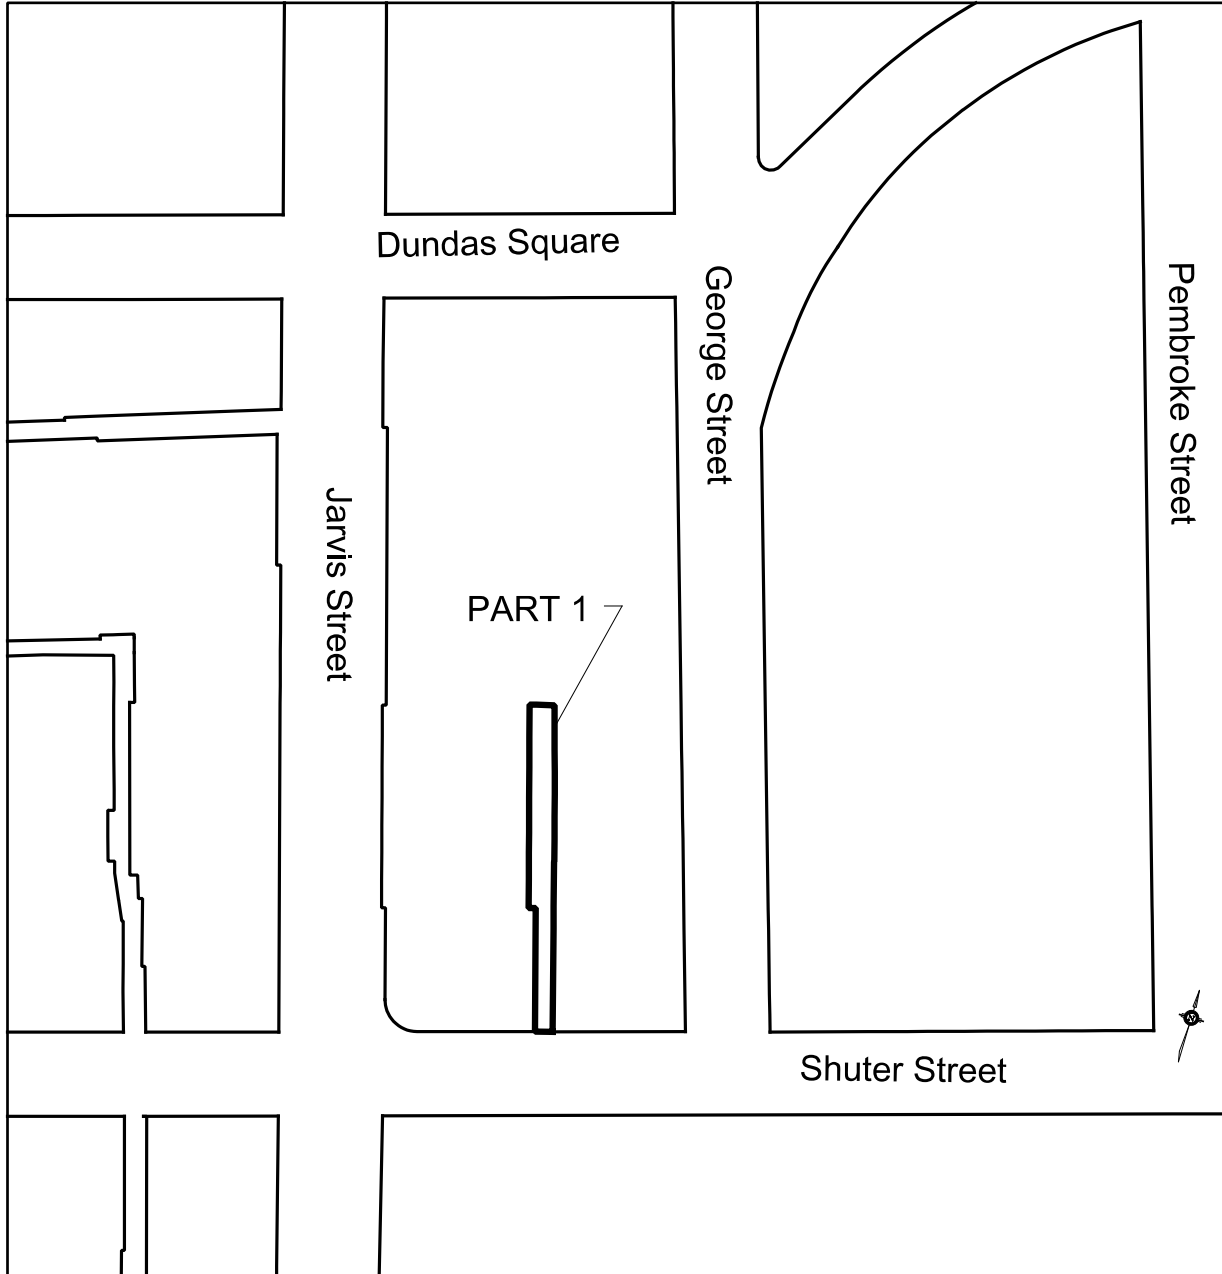 Dundas Square
George Street
Pembroke Street
Jarvis Street
PART 1
Shuter Street